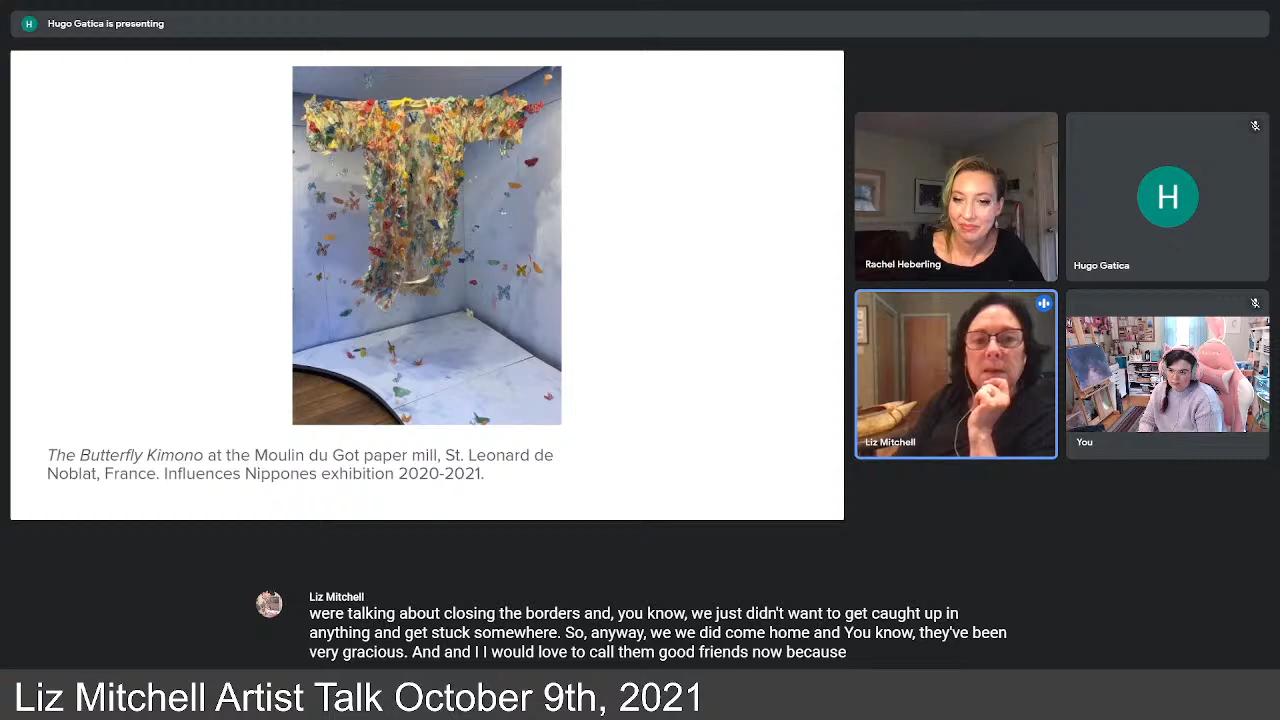 H Hugo Gatica is presenting
The Butterfly Kimono at the Moulin du Got paper mill, St. Leonard de
Noblat, France. Influences Nippones exhibition 2020-2021.
Rachel Heberling
H
Hugo Gatica
Liz Mitchell
You
Liz Mitchell
were talking about closing the borders and, you know, we just didn't want to get caught up in
anything and get stuck somewhere. So, anyway, we we did come home and You know, they've been
very gracious. And and I I would love to call them good friends now because
Liz Mitchell Artist Talk October 9th, 2021